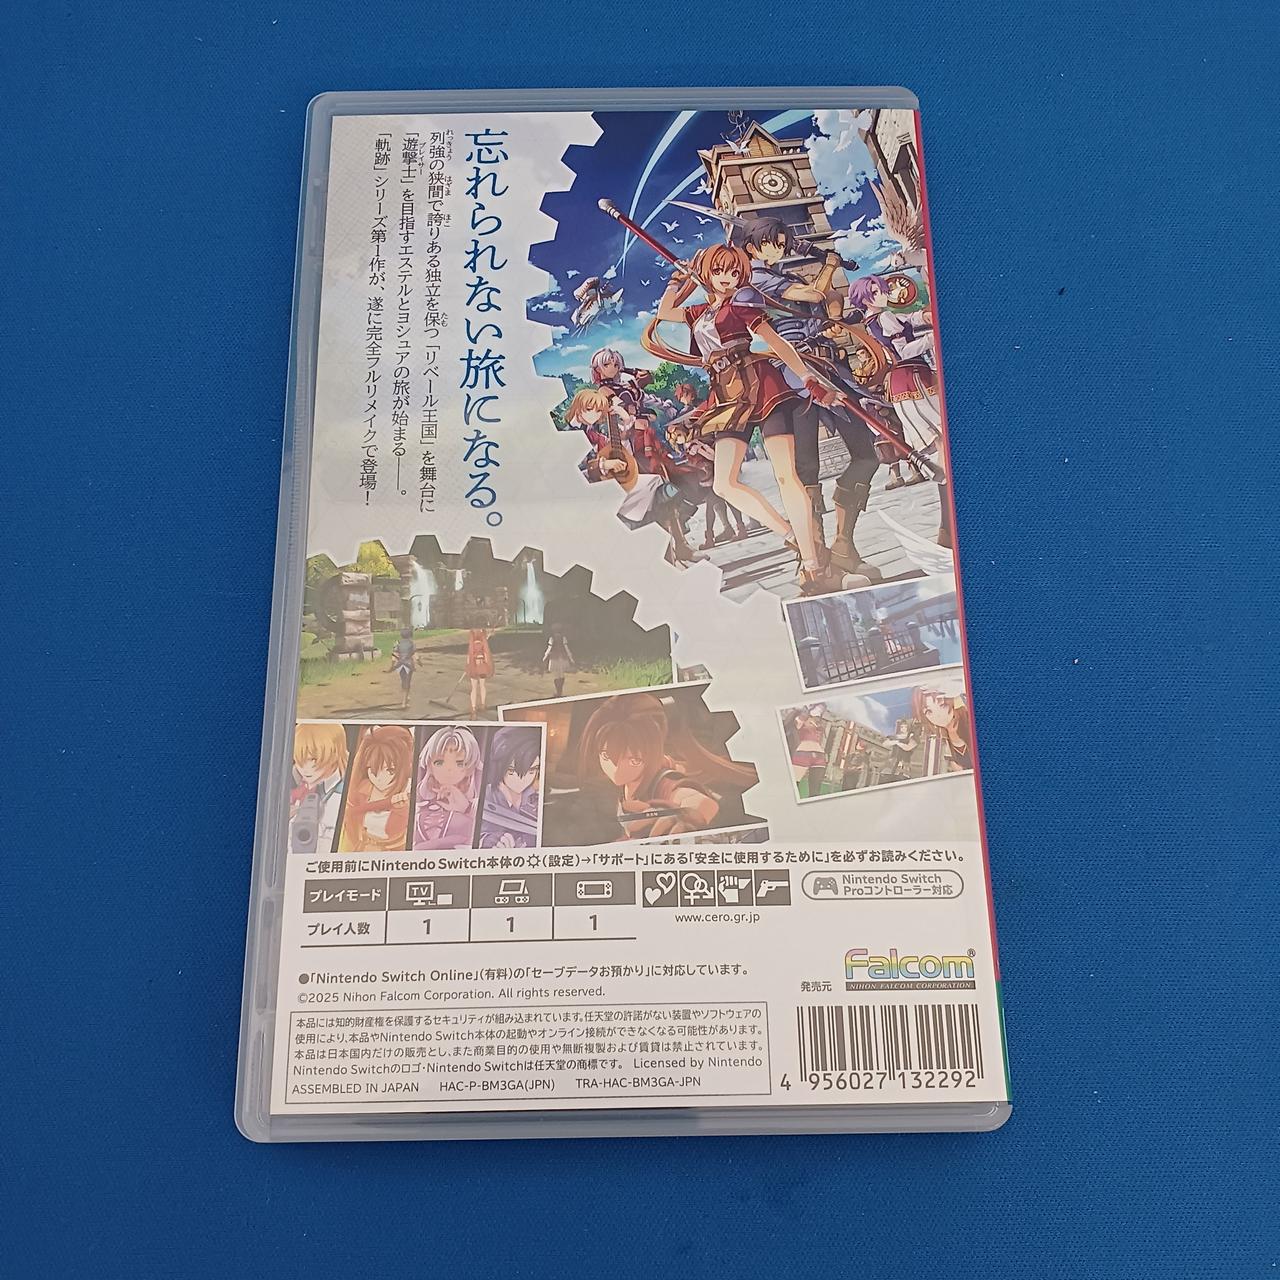 忘れられない旅になる。
列強の狭間で誇りある独立を保つ「リベール王国」を舞台に
「遊撃士」を目指すエステルとヨシュアの旅が始まる——。
「軌跡」シリーズ第1作が、遂に完全フルリメイクで登場！
ご使用前にNintendo Switch本体の(設定)→「サポート」にある「安全に使用するために」を必ずお読みください。
プレイモード TV
プレイ人数 1 1 1
www.cero.gr.jp
Nintendo Switch
Proコントローラー対応
●「Nintendo Switch Online」(有料)の「セーブデータお預かり」に対応しています。
©2025 Nihon Falcom Corporation. All rights reserved.
発売元
Falcom®
NIHON FALCOM CORPORATION
本品には知的財産権を保護するセキュリティが組み込まれています。任天堂の許諾がない装置やソフトウェアの
使用により、本品やNintendo Switch本体の起動やオンライン接続ができなくなる可能性があります。
本品は日本国内だけの販売とし、また商業目的の使用や無断複製および賃貸は禁止されています。
Nintendo Switchのロゴ・Nintendo Switchは任天堂の商標です。 Licensed by Nintendo
ASSEMBLED IN JAPAN HAC-P-BM3GA(JPN) TRA-HAC-BM3GA-JPN
4 956027 132292